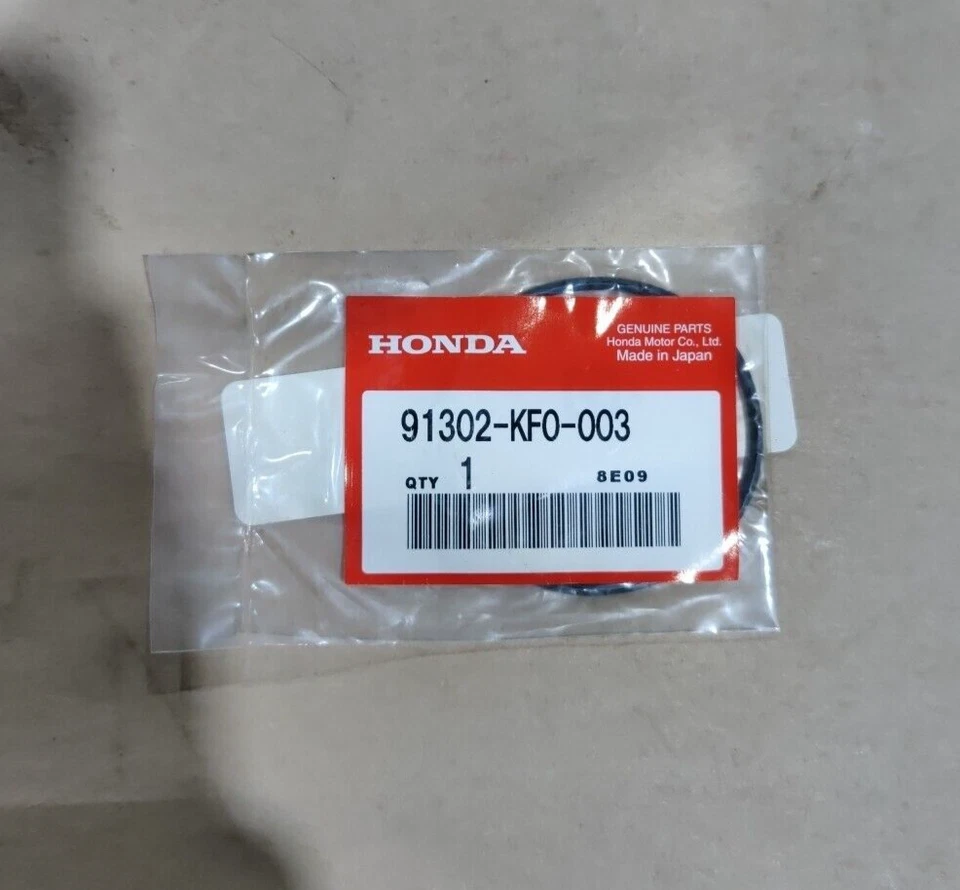 HONDA
GENUINE PARTS
Honda Motor Co., Ltd.
Made in Japan
91302-KF0-003
QTY 1 8E09